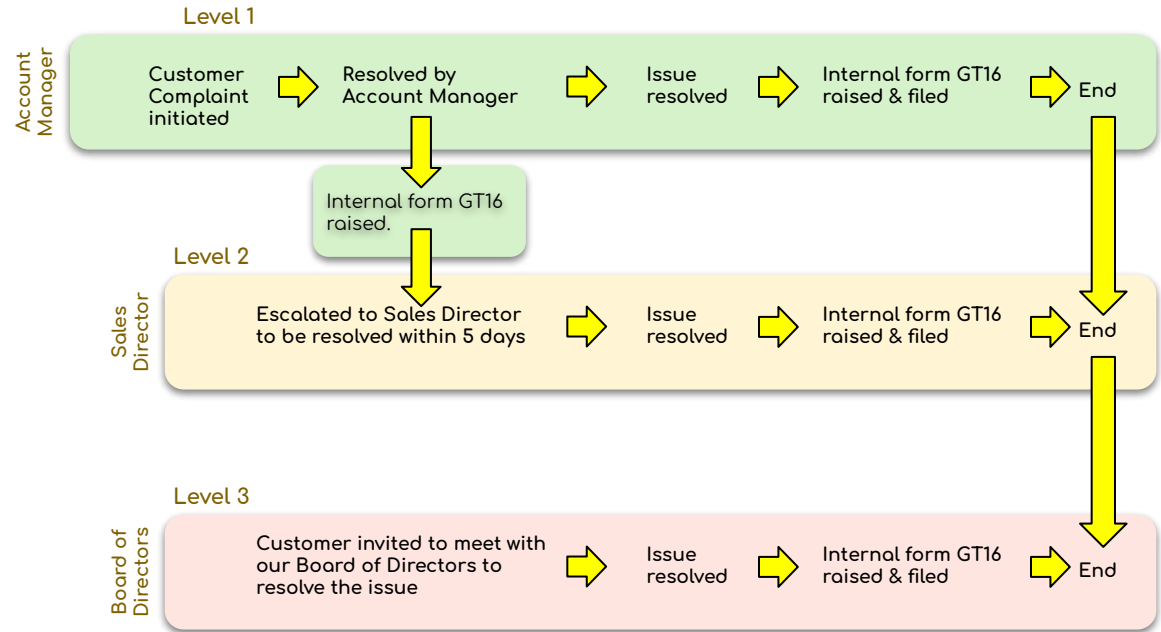 Level 1
Account
Manager
Customer
Complaint
initiated
Resolved by
Account Manager
Issue
resolved
Internal form GT16
raised & filed
End
Internal form GT16
raised.
Level 2
Sales
Director
Escalated to Sales Director
to be resolved within 5 days
Issue
resolved
Internal form GT16
raised & filed
End
Level 3
Board of
Directors
Customer invited to meet with
our Board of Directors to
resolve the issue
Issue
resolved
Internal form GT16
raised & filed
End